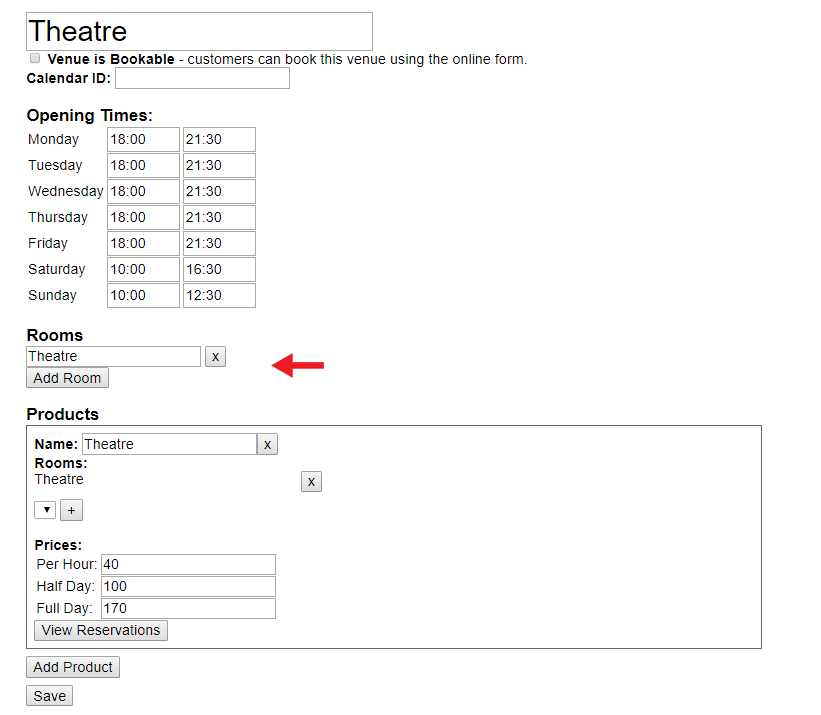 Theatre
Venue is Bookable - customers can book this venue using the online form.
Calendar ID:
Opening Times:
Monday 18:00 21:30
Tuesday 18:00 21:30
Wednesday 18:00 21:30
Thursday 18:00 21:30
Friday 18:00 21:30
Saturday 10:00 16:30
Sunday 10:00 12:30
Rooms
Theatre x
Add Room
Products
Name: Theatre x
Rooms:
Theatre x
+
Prices:
Per Hour: 40
Half Day: 100
Full Day: 170
View Reservations
Add Product
Save